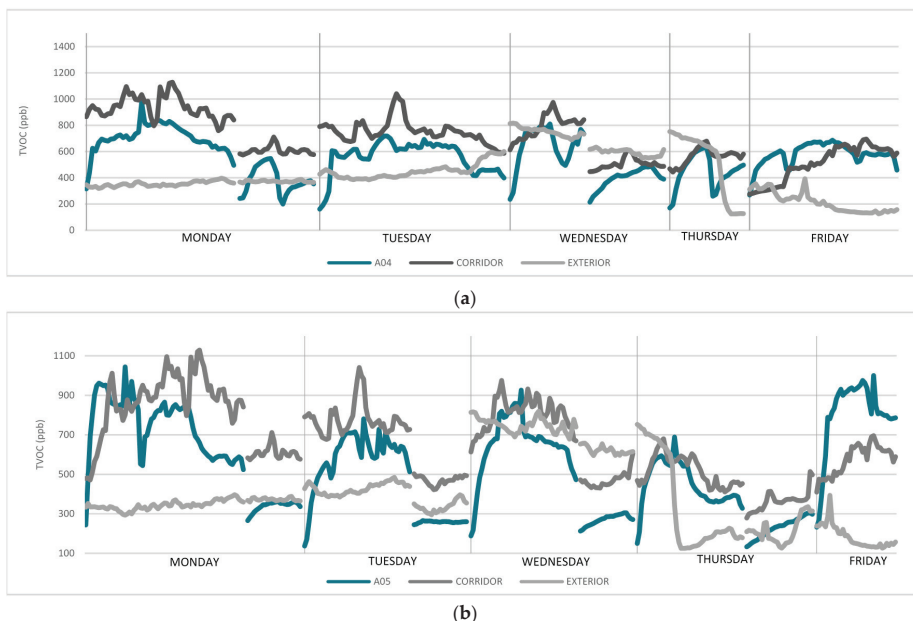 1400
1200
1000
800
600
400
200
0
TVOC (ppb)
MONDAY TUESDAY WEDNESDAY THURSDAY FRIDAY
A04 CORRIDOR EXTERIOR
(a)
1100
900
700
500
300
100
TVOC (ppb)
MONDAY TUESDAY WEDNESDAY THURSDAY FRIDAY
A05 CORRIDOR EXTERIOR
(b)